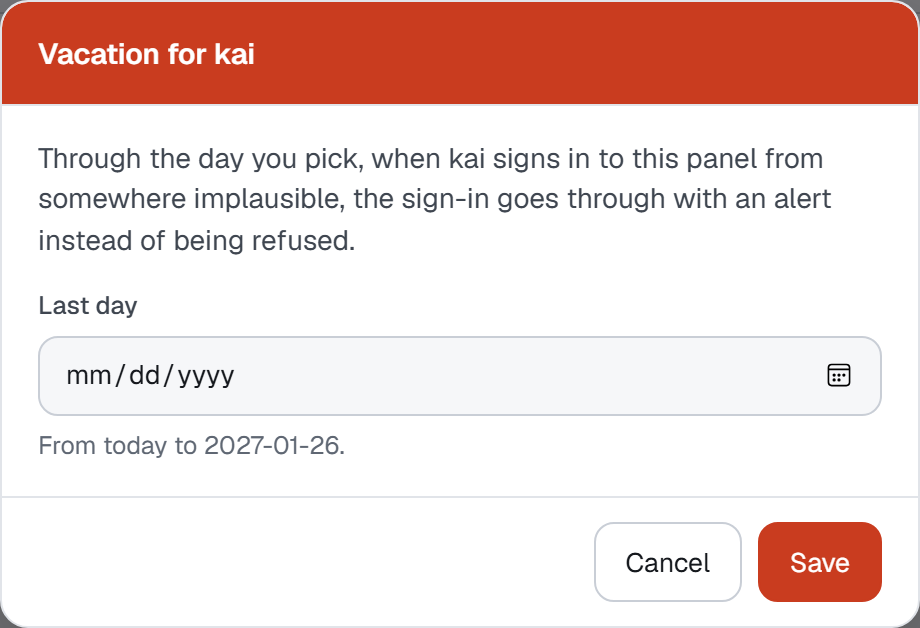 Vacation for kai
Through the day you pick, when kai signs in to this panel from
somewhere implausible, the sign-in goes through with an alert
instead of being refused.
Last day
mm/dd/yyyy
From today to 2027-01-26.
Cancel
Save